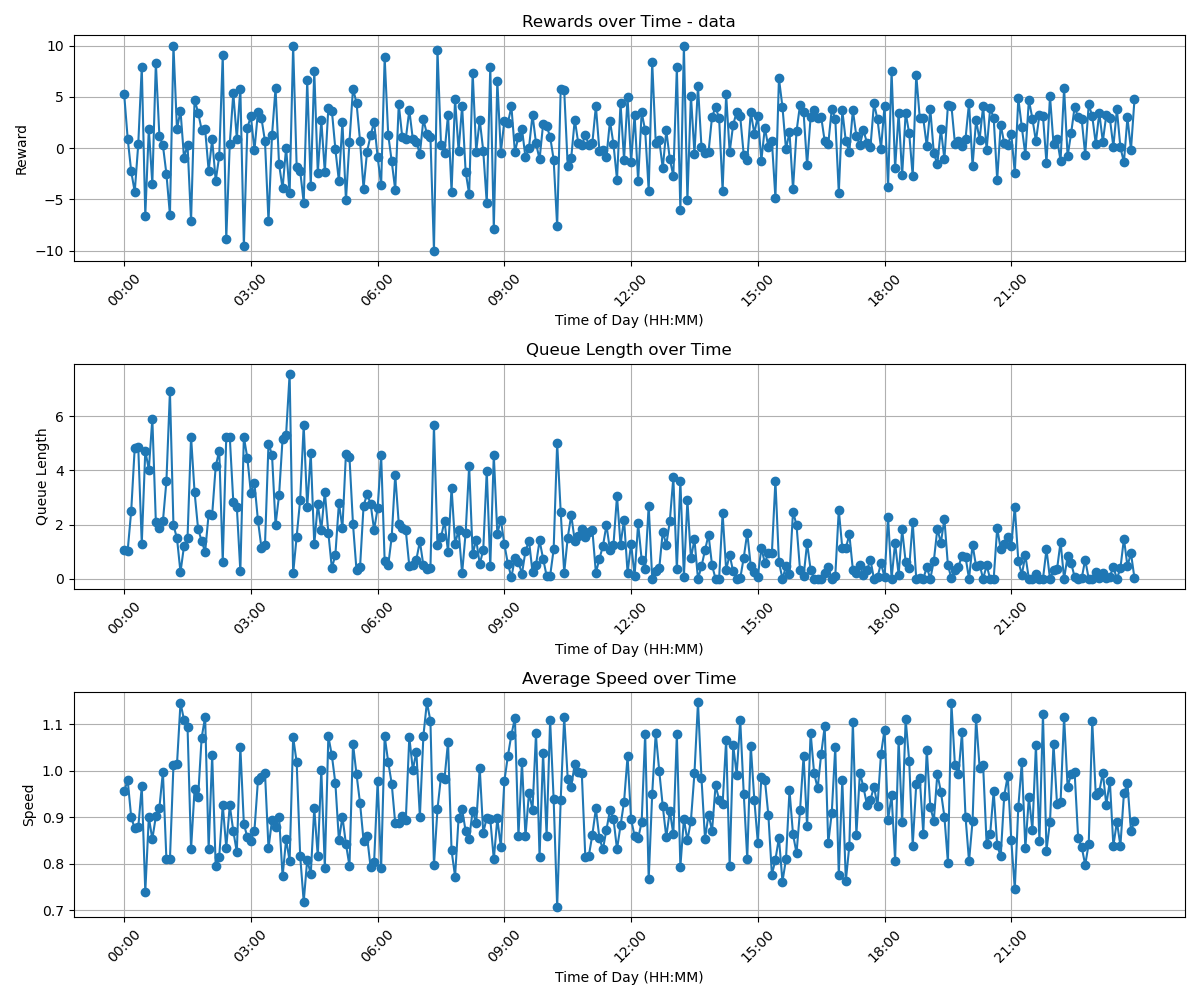 Rewards over Time - data
10
5
0
−5
−10
Reward
00:00 03:00 06:00 09:00 12:00 15:00 18:00 21:00
Time of Day (HH:MM)
Queue Length over Time
6
4
2
0
Queue Length
00:00 03:00 06:00 09:00 12:00 15:00 18:00 21:00
Time of Day (HH:MM)
Average Speed over Time
1.1
1.0
0.9
0.8
0.7
Speed
00:00 03:00 06:00 09:00 12:00 15:00 18:00 21:00
Time of Day (HH:MM)